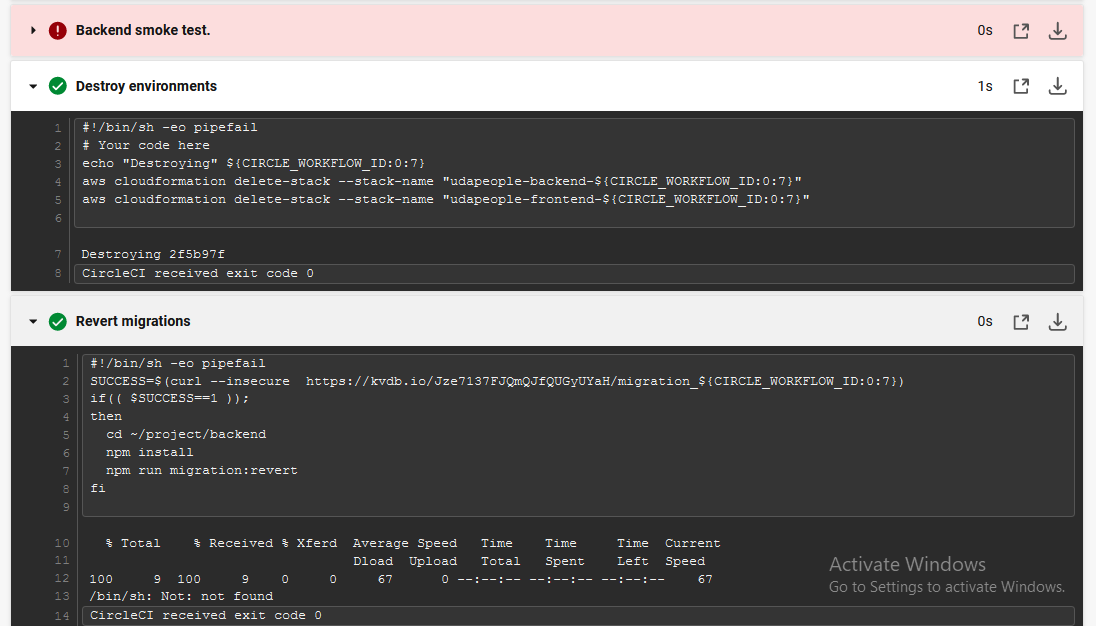 Backend smoke test. 0s
Destroy environments 1s
1 #!/bin/sh -eo pipefail
2 # Your code here
3 echo "Destroying" ${CIRCLE_WORKFLOW_ID:0:7}
4 aws cloudformation delete-stack --stack-name "udapeople-backend-${CIRCLE_WORKFLOW_ID:0:7}"
5 aws cloudformation delete-stack --stack-name "udapeople-frontend-${CIRCLE_WORKFLOW_ID:0:7}"
6
7 Destroying 2f5b97f
8 CircleCI received exit code 0
Revert migrations 0s
1 #!/bin/sh -eo pipefail
2 SUCCESS=$(curl --insecure  https://kvdb.io/Jze7137FJQmQJfQUGyUYaH/migration_${CIRCLE_WORKFLOW_ID:0:7})
3 if(( $SUCCESS==1 ));
4 then
5   cd ~/project/backend
6   npm install
7   npm run migration:revert
8 fi
9
10   % Total    % Received % Xferd  Average Speed   Time    Time     Time  Current
11                                  Dload  Upload   Total   Spent    Left  Speed
12 100     9  100     9    0     0     67      0 --:--:-- --:--:-- --:--:--    67
13 /bin/sh: Not: not found
14 CircleCI received exit code 0
Activate Windows
Go to Settings to activate Windows.